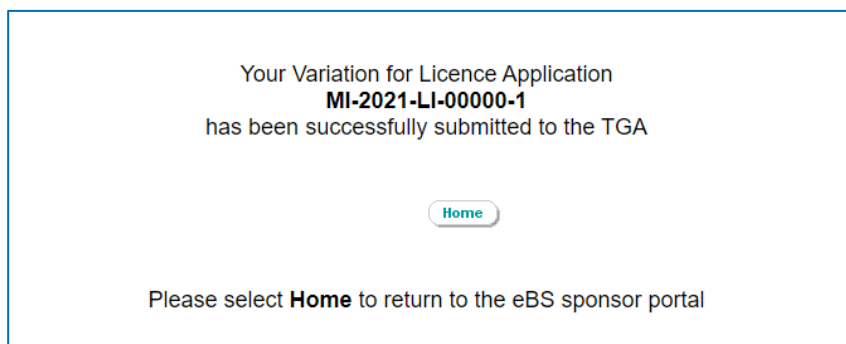 Your Variation for Licence Application
MI-2021-LI-00000-1
has been successfully submitted to the TGA
Home
Please select Home to return to the eBS sponsor portal